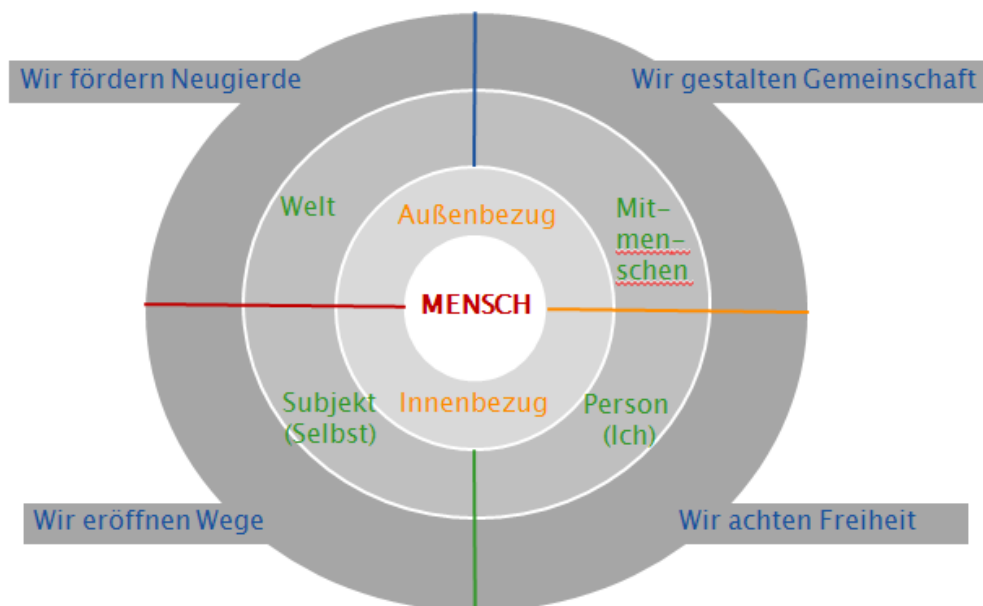 Wir fördern Neugierde
Wir gestalten Gemeinschaft
Welt
Außenbezug
Mit-
men-
schen
MENSCH
Subjekt
(Selbst)
Innenbezug
Person
(Ich)
Wir eröffnen Wege
Wir achten Freiheit